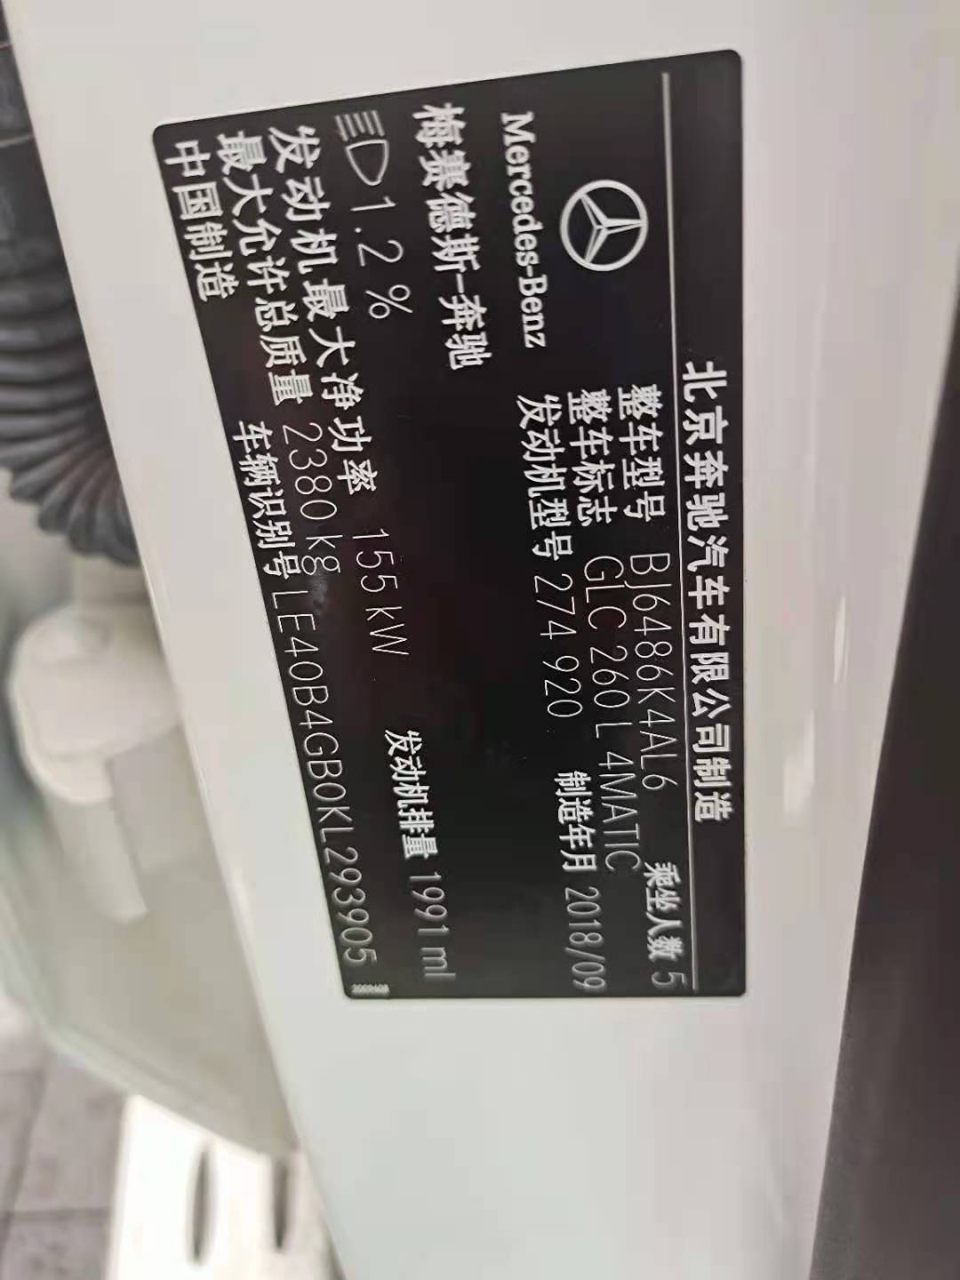 北京奔驰汽车有限公司制造
整车型号 BJ6486K4AL6 乘坐人数 5
整车标志 GLC 260 L 4MATIC
发动机型号 274 920 制造年月 2018/09
Mercedes-Benz
梅赛德斯-奔驰
1.2% 发动机排量 1991 ml
发动机最大净功率 155 kW
最大允许总质量 2380 kg
车辆识别号 LE40B4GB0KL293905
中国制造